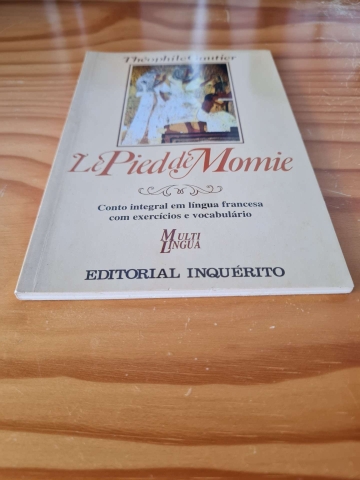 Théophile Gautier
Le Pied de Momie
Conto integral em língua francesa
com exercícios e vocabulário
MULTI
LINGUA
EDITORIAL INQUÉRITO